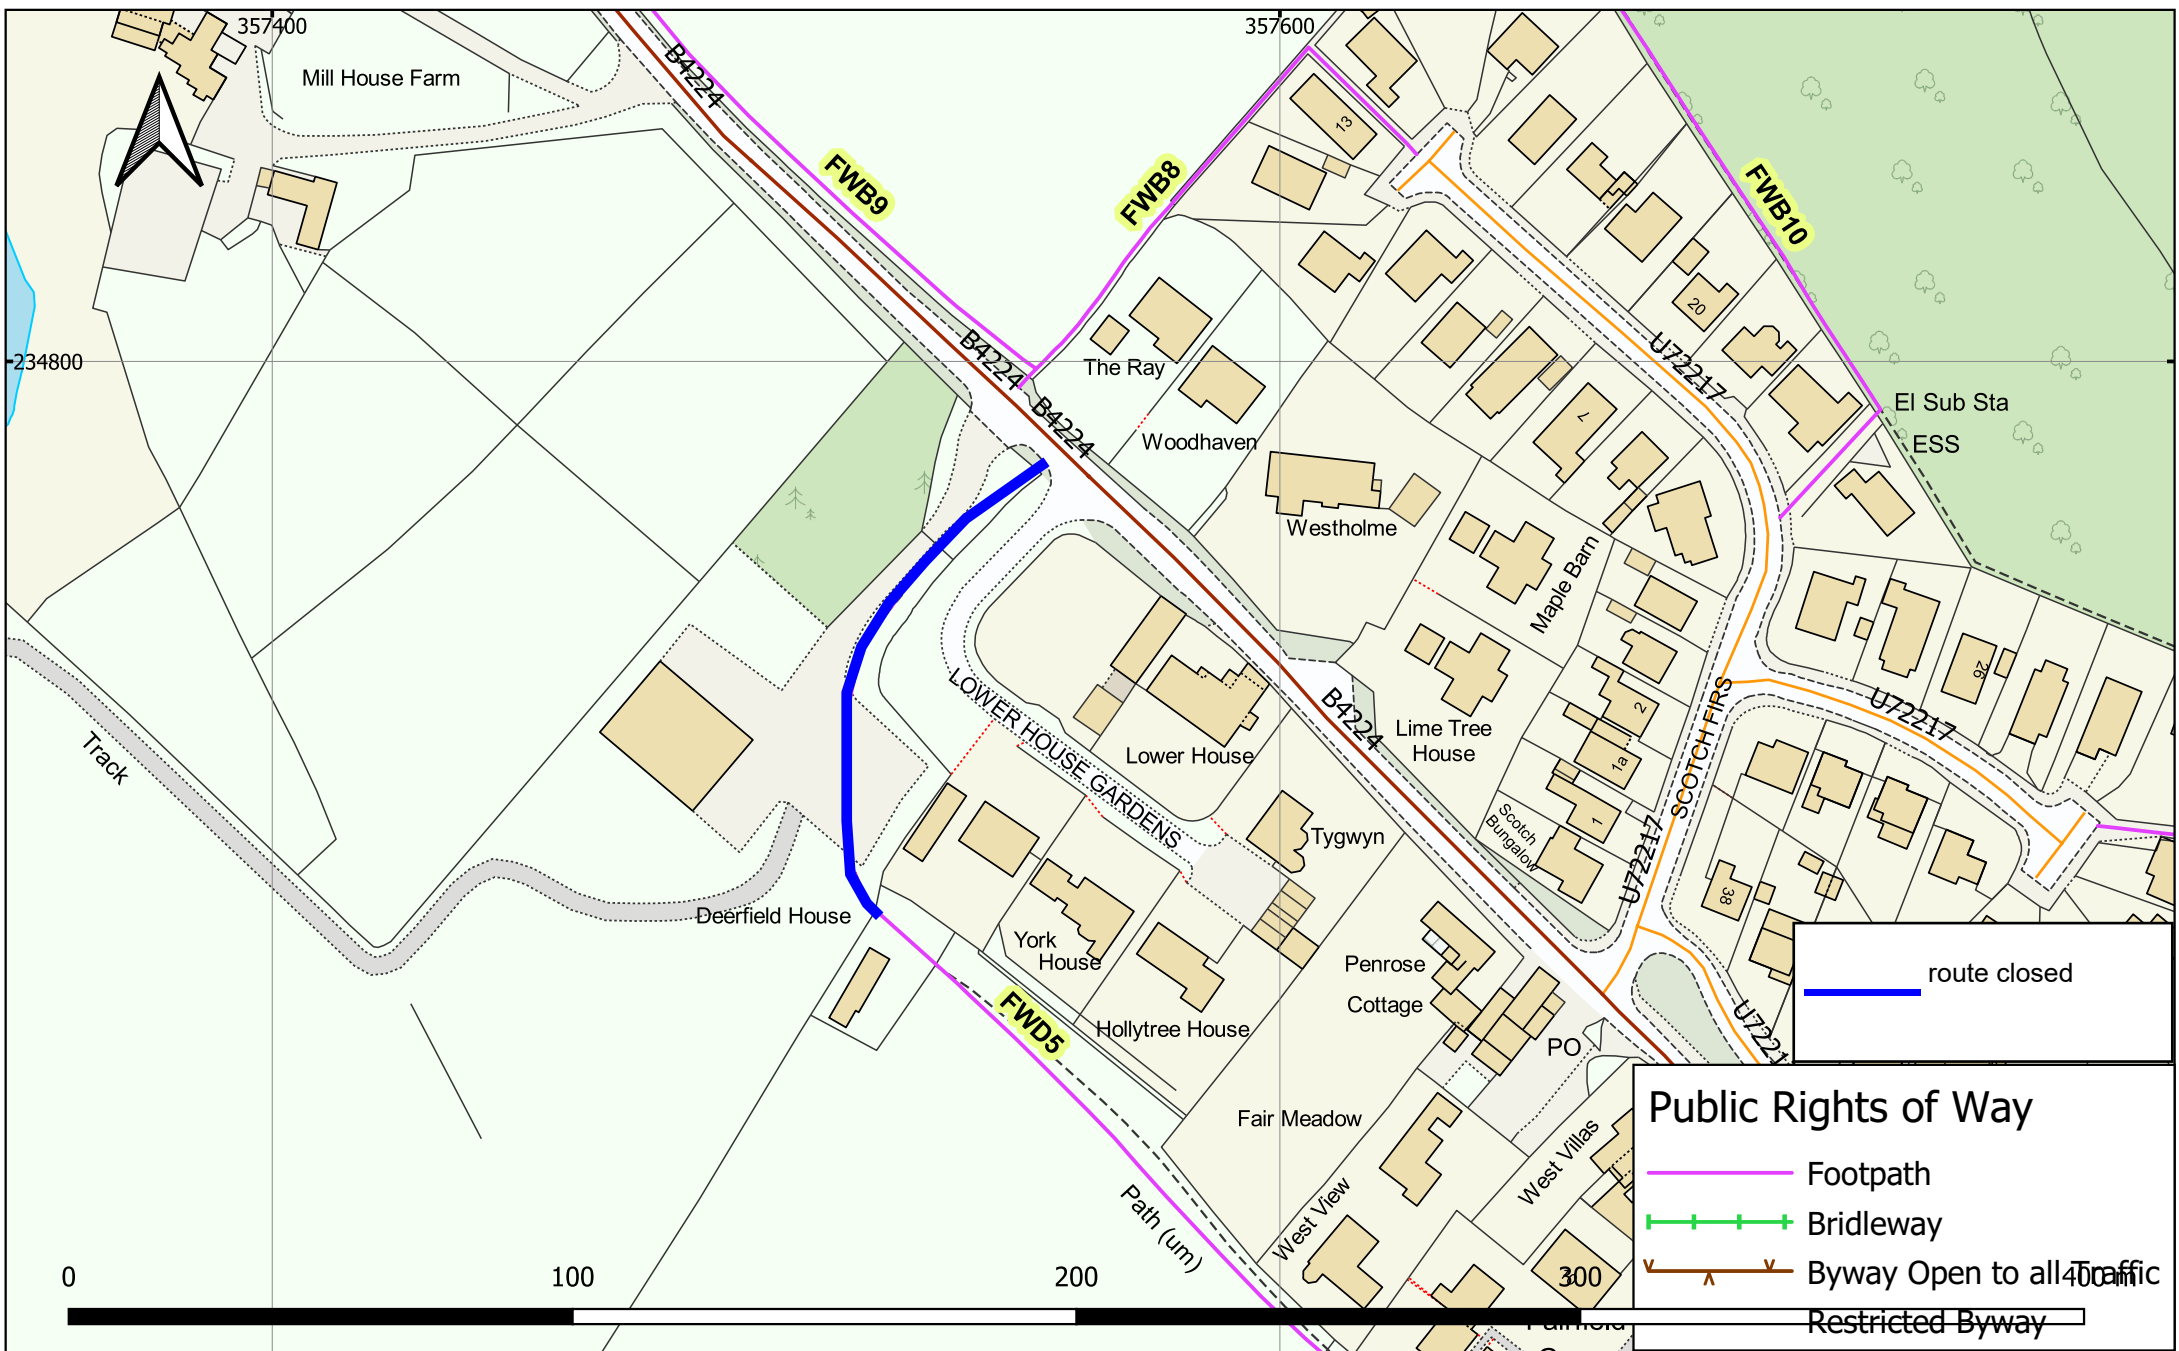 357400
357600
Mill House Farm
B4224
13
FWB9
FWB8
FWB10
20
234800
B4224
The Ray
U72217
B4224
7
El Sub Sta
Woodhaven
ESS
Westholme
Maple Barn
LOWER HOUSE GARDENS
26
2
SCOTCH FIRS
B4224
U72217
Lime Tree
House
Lower House
Track
1a
Scotch
Bungalow
1
Tygwyn
U72217
38
Deerfield House
York
House
Penrose
Cottage
route closed
FWD5
Hollytree House
PO
Fair Meadow
West Villas
West View
Path (um)
Public Rights of Way
Footpath
Bridleway
Byway Open to all Traffic
Restricted Byway
0
100
200
300
400 m